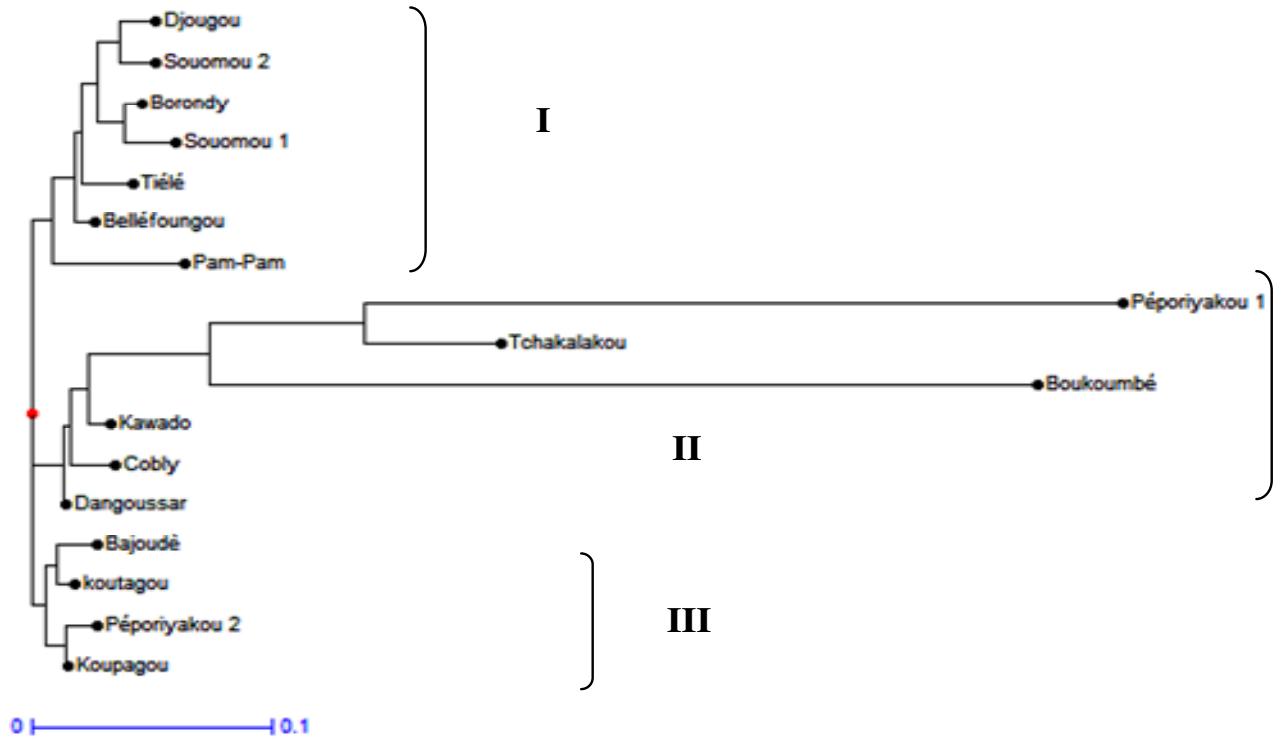 Djougou
Souomou 2
Borondy
I
Souomou 1
Tiélé
Belléfoungou
Pam-Pam
Péporiyakou 1
Tchakalakou
Boukoumbé
Kawado
II
Cobly
Dangoussar
Bajoudè
koutagou
Péporiyakou 2
III
Koupagou
0 0.1